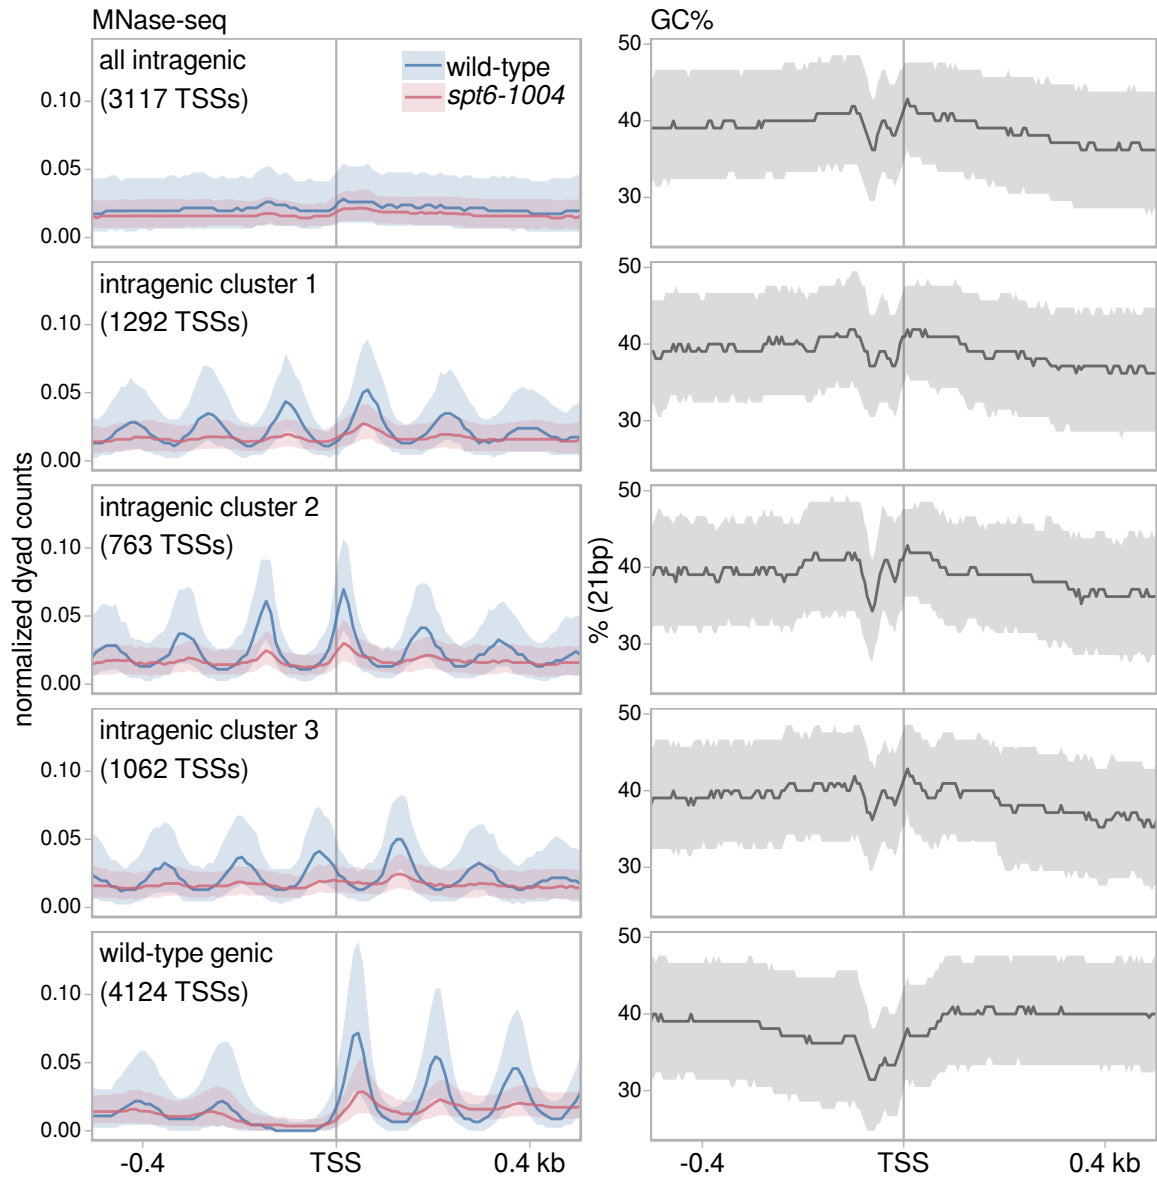 MNase-seq
GC%
all intragenic
(3117 TSSs)
wild-type
spt6-1004
0.10
0.05
0.00
50
40
30
intragenic cluster 1
(1292 TSSs)
0.10
0.05
0.00
50
40
30
intragenic cluster 2
(763 TSSs)
0.10
0.05
0.00
50
40
30
normalized dyad counts
% (21bp)
intragenic cluster 3
(1062 TSSs)
0.10
0.05
0.00
50
40
30
wild-type genic
(4124 TSSs)
0.10
0.05
0.00
50
40
30
-0.4 TSS 0.4 kb
-0.4 TSS 0.4 kb